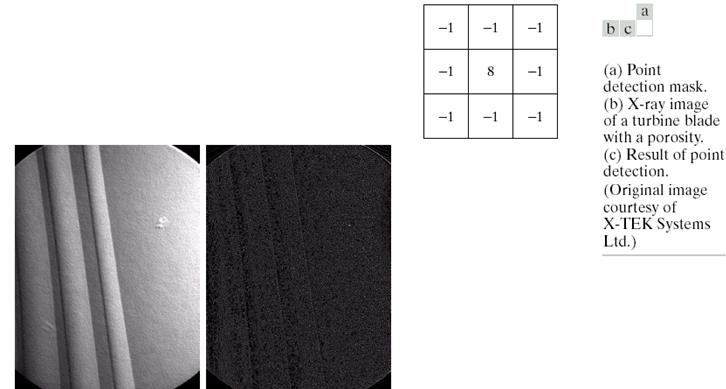 −1 −1 −1
−1 8 −1
−1 −1 −1
a
b c
(a) Point
detection mask.
(b) X-ray image
of a turbine blade
with a porosity.
(c) Result of point
detection.
(Original image
courtesy of
X-TEK Systems
Ltd.)